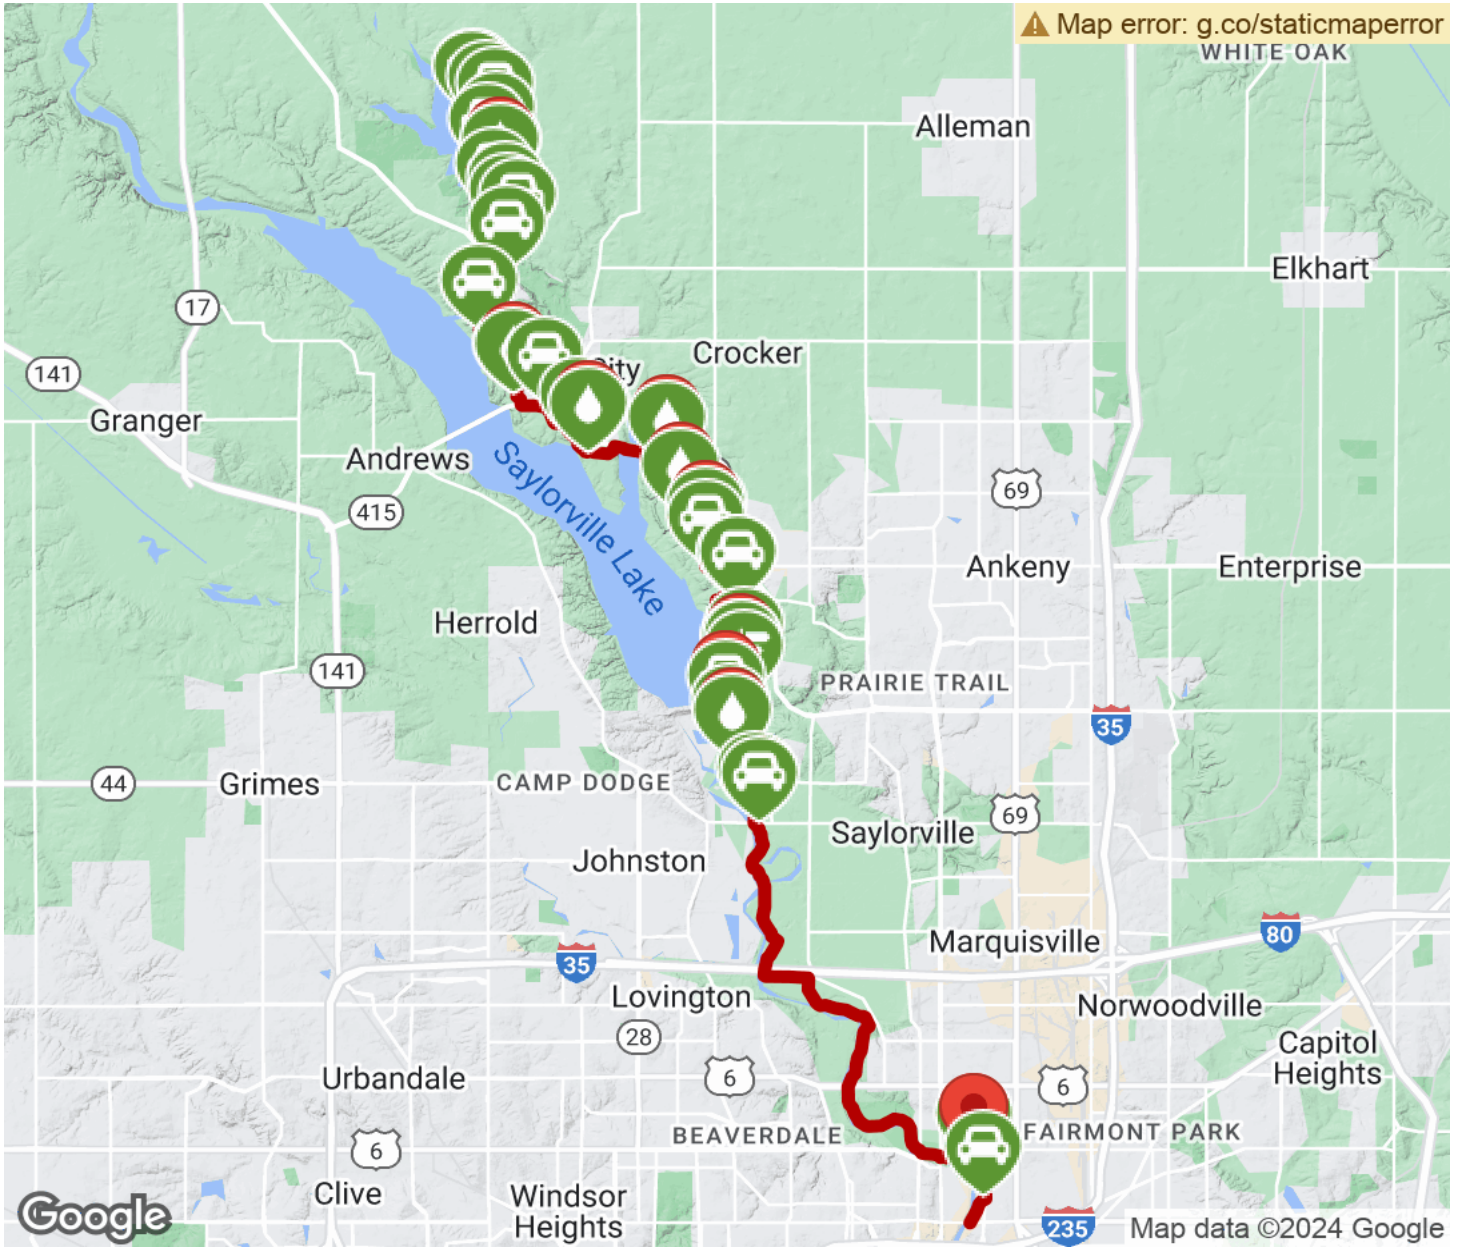 Map error: g.co/staticmaperror
WHITE OAK
Alleman
Elkhart
17
141
City
Crocker
Granger
Andrews
Saylorville Lake
69
415
Ankeny
Enterprise
Herrold
141
PRAIRIE TRAIL
35
44
Grimes
CAMP DODGE
69
Saylorville
Johnston
80
Marquisville
35
Lovington
Norwoodville
28
Capitol
Heights
Urbandale
6
6
BEAVERDALE
FAIRMONT PARK
6
Clive
Windsor
Heights
Google
235
Map data ©2024 Google